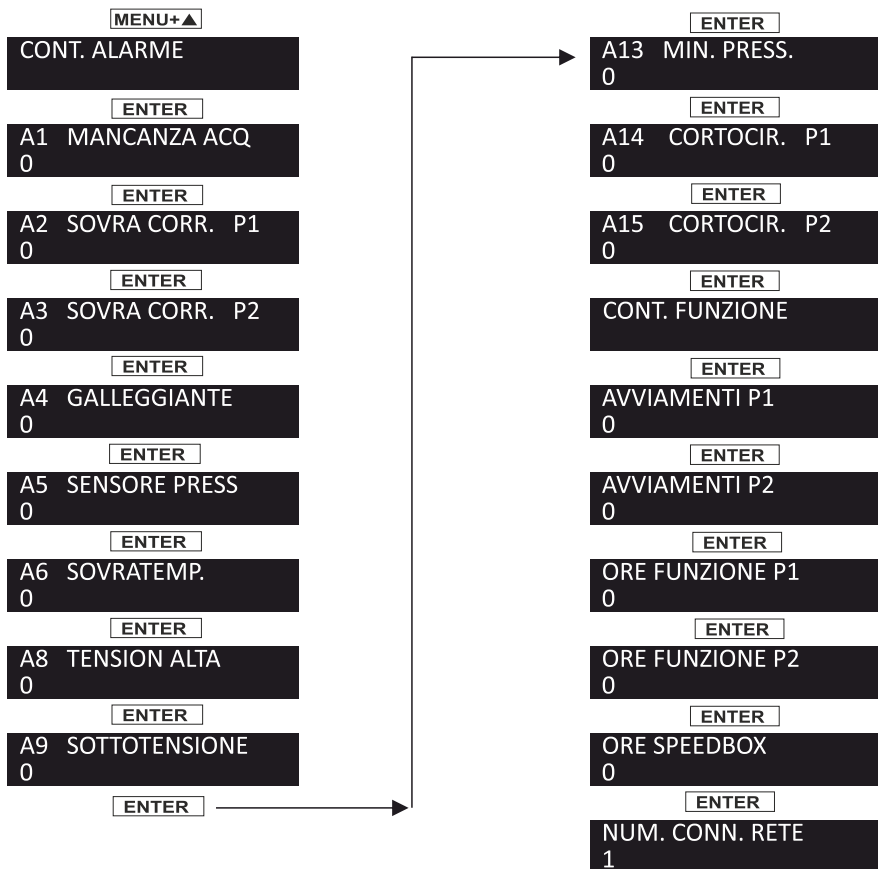 MENU+▲
CONT. ALARME
ENTER
A1 MANCANZA ACQ
0
ENTER
A2 SOVRA CORR. P1
0
ENTER
A3 SOVRA CORR. P2
0
ENTER
A4 GALLEGGIANTE
0
ENTER
A5 SENSORE PRESS
0
ENTER
A6 SOVRATEMP.
0
ENTER
A8 TENSION ALTA
0
ENTER
A9 SOTTOTENSIONE
0
ENTER
ENTER
A13 MIN. PRESS.
0
ENTER
A14 CORTOCIR. P1
0
ENTER
A15 CORTOCIR. P2
0
ENTER
CONT. FUNZIONE
ENTER
AVVIAMENTI P1
0
ENTER
AVVIAMENTI P2
0
ENTER
ORE FUNZIONE P1
0
ENTER
ORE FUNZIONE P2
0
ENTER
ORE SPEEDBOX
0
ENTER
NUM. CONN. RETE
1